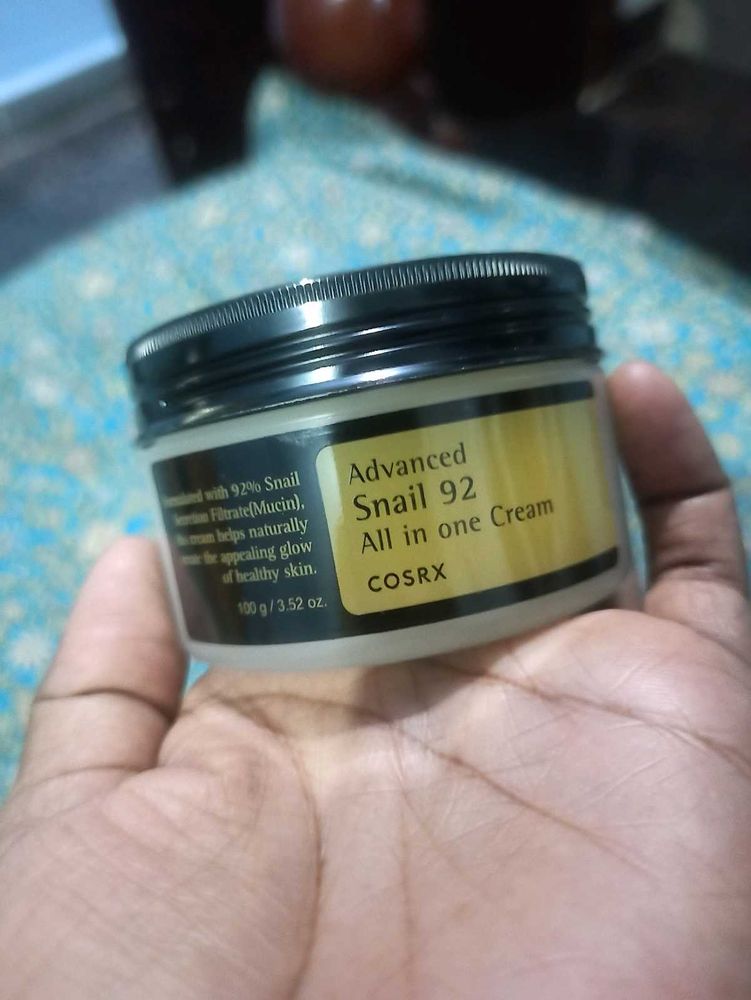 with 92% Snail
Filtrate(Mucin),
cream helps naturally
the appealing glow
of healthy skin.
100 g / 3.52 oz.
Advanced
Snail 92
All in one Cream
COSRX